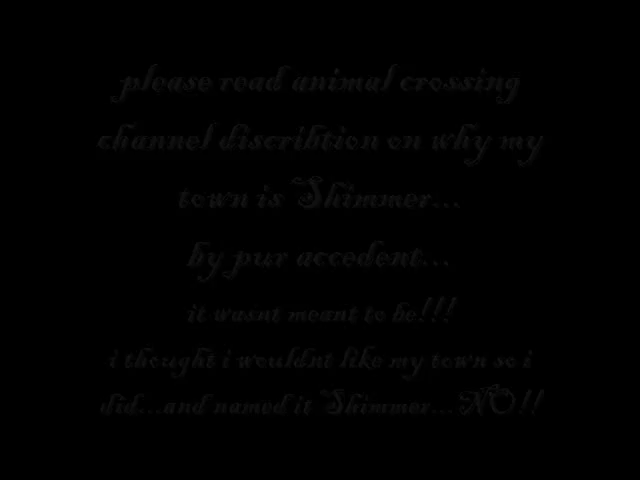 please read animal crossing
channel discribtion on why my
town is Shimmer...
by pur accedent...
it wasnt meant to be!!!
i thought i wouldnt like my town so i
did...and named it Shimmer... NO!!